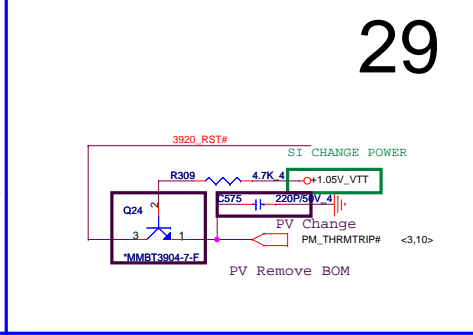 29
3920_RST#
SI CHANGE POWER
R309 4.7K_4 +1.05V_VTT
C575 220P/50V_4
Q24 2
PV Change
3 1 PM_THRMTRIP# <3,10>
*MMBT3904-7-F
PV Remove BOM